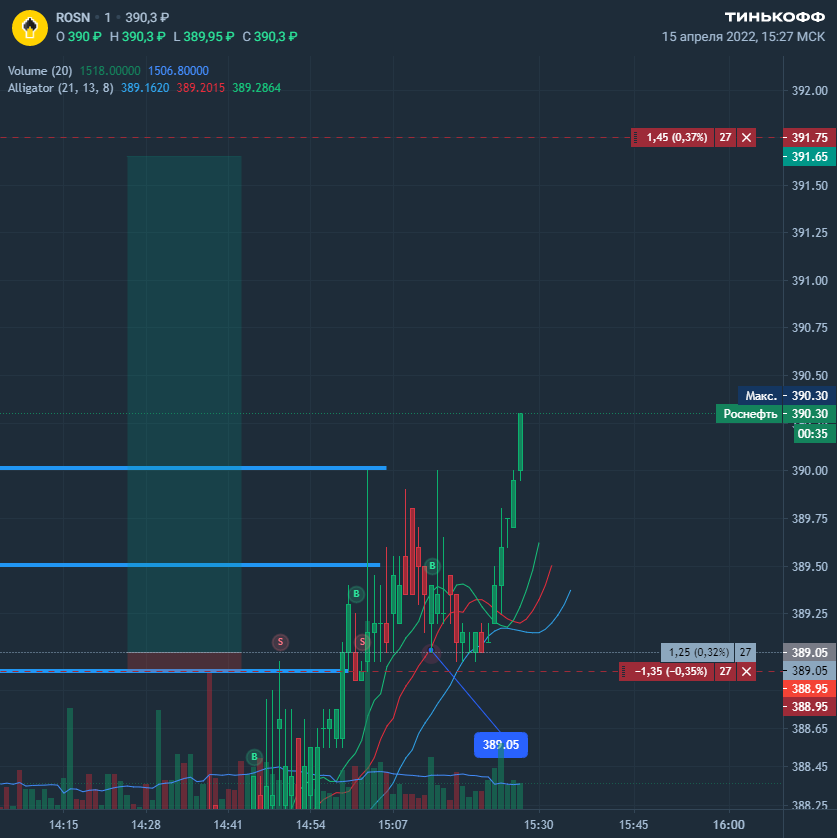 ROSN • 1 • 390,3 ₽
ТИНЬКОФФ
O 390 ₽ H 390,3 ₽ L 389,95 ₽ C 390,3 ₽
15 апреля 2022, 15:27 МСК
Volume (20) 1518.00000 1506.80000
Alligator (21, 13, 8) 389.1620 389.2015 389.2864
392.00
1,45 (0,37%) 27 X 391.75
391.65
391.50
391.25
391.00
390.75
390.50
Макс. 390.30
Роснефть 390.30
00:35
390.00
389.75
B
389.50
B
389.25
S
S
1,25 (0,32%) 27 389.05
−1,35 (−0,35%) 27 X 389.05
388.95
388.95
388.65
389.05
B
388.45
388.25
14:15 14:28 14:41 14:54 15:07 15:30 15:45 16:00